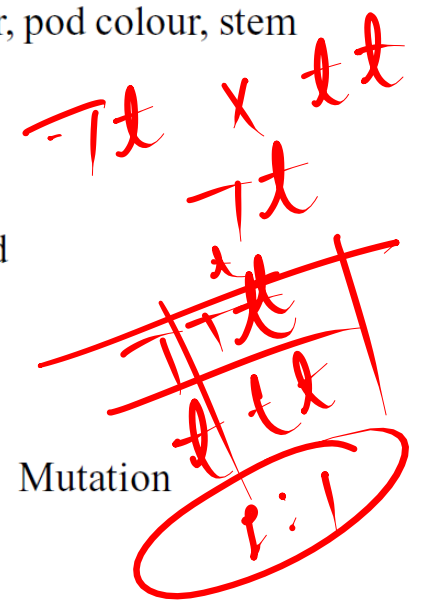 r, pod colour, stem
Tt x tt
Tt
d
t
T Tt
t tt
Mutation
1:1